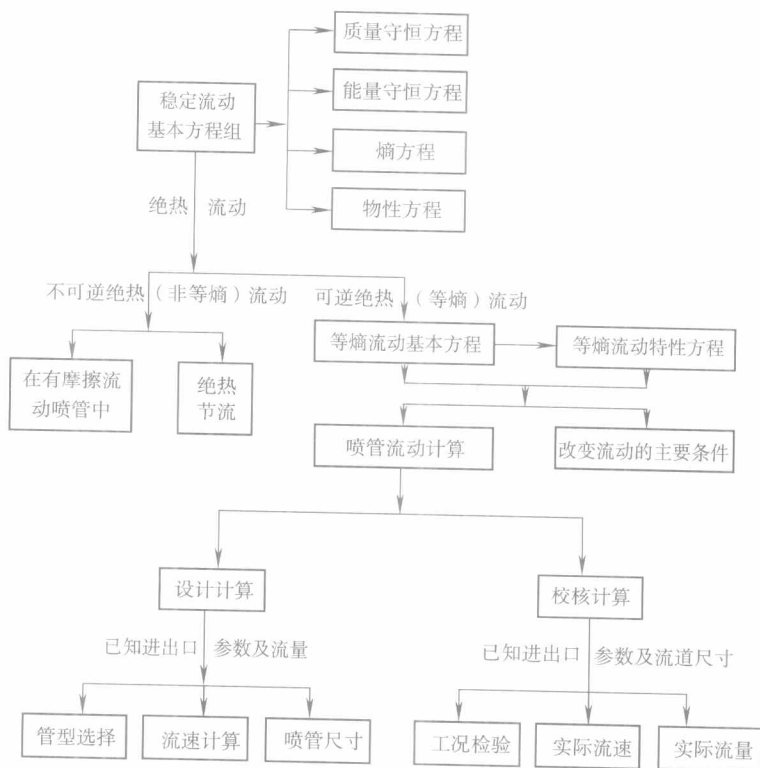 质量守恒方程
稳定流动
基本方程组
能量守恒方程
熵方程
物性方程
绝热 流动
不可逆绝热（非等熵）流动
可逆绝热（等熵）流动
等熵流动基本方程
等熵流动特性方程
在有摩擦流
动喷管中
绝热
节流
喷管流动计算
改变流动的主要条件
设计计算
校核计算
已知进出口 参数及流量
已知进出口 参数及流道尺寸
管型选择
流速计算
喷管尺寸
工况检验
实际流速
实际流量